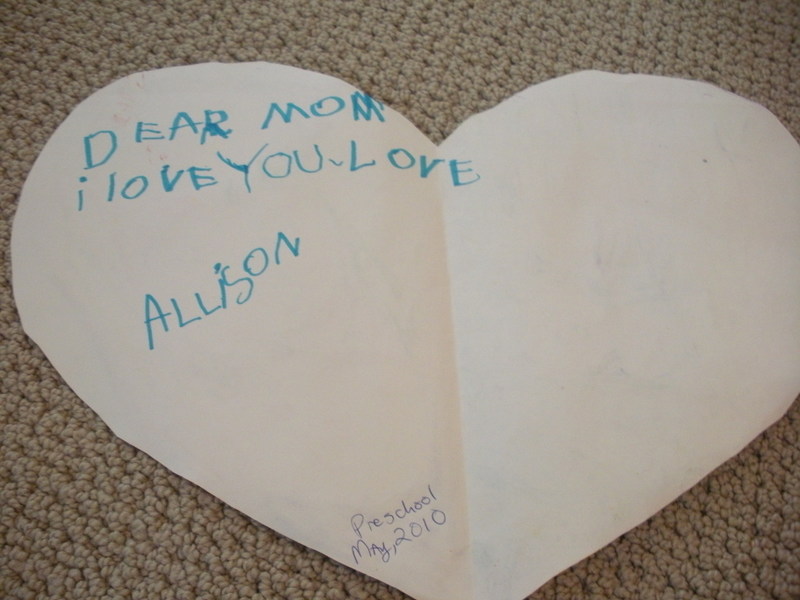 DEAR MOM
i lOVE YOU. LOVE
ALLiSON
Preschool
May, 2010